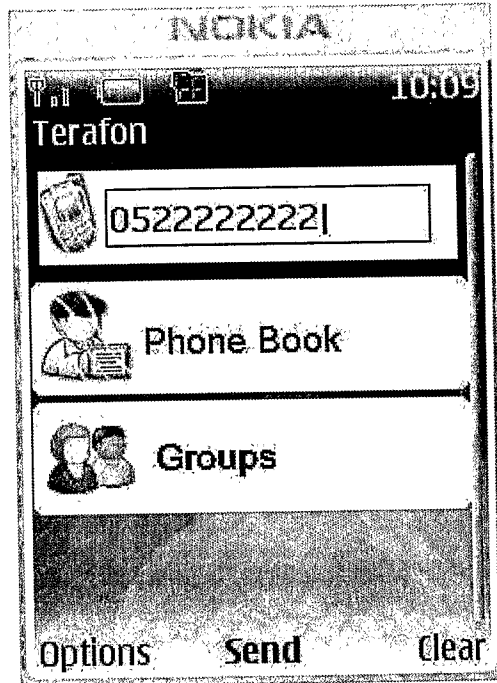 NOKIA
10:09
Terafon
0522222222
Phone Book
Groups
Options Send Clear